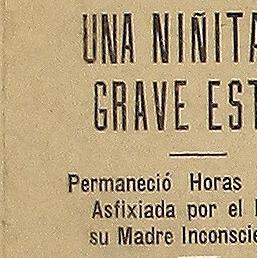 UNA NIÑITA
GRAVE EST
Permaneció Horas
Asfixiada por el
su Madre Inconscie